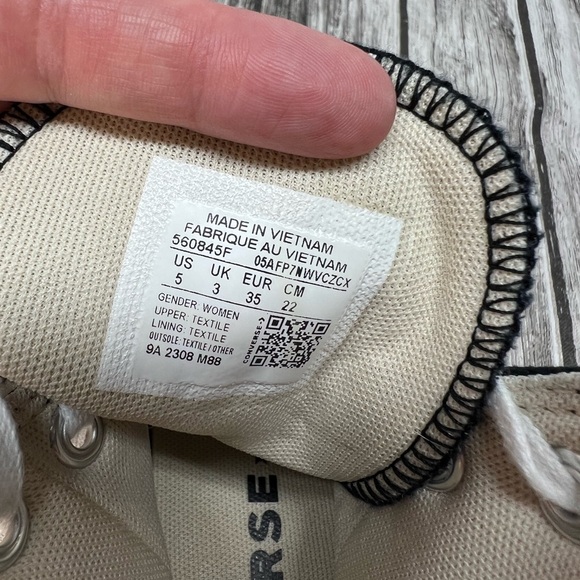 MADE IN VIETNAM
FABRIQUE AU VIETNAM
560845F 05AFP7NWVCZCX
US UK EUR CM
5 3 35 22
GENDER: WOMEN
UPPER: TEXTILE
LINING: TEXTILE
OUTSOLE: TEXTILE / OTHER
9A 2308 M88
CONVERSE
RSE